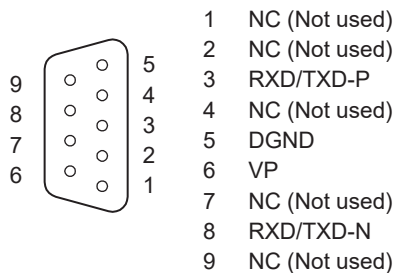 9
8
7
6
5
4
3
2
1
1 NC (Not used)
2 NC (Not used)
3 RXD/TXD-P
4 NC (Not used)
5 DGND
6 VP
7 NC (Not used)
8 RXD/TXD-N
9 NC (Not used)